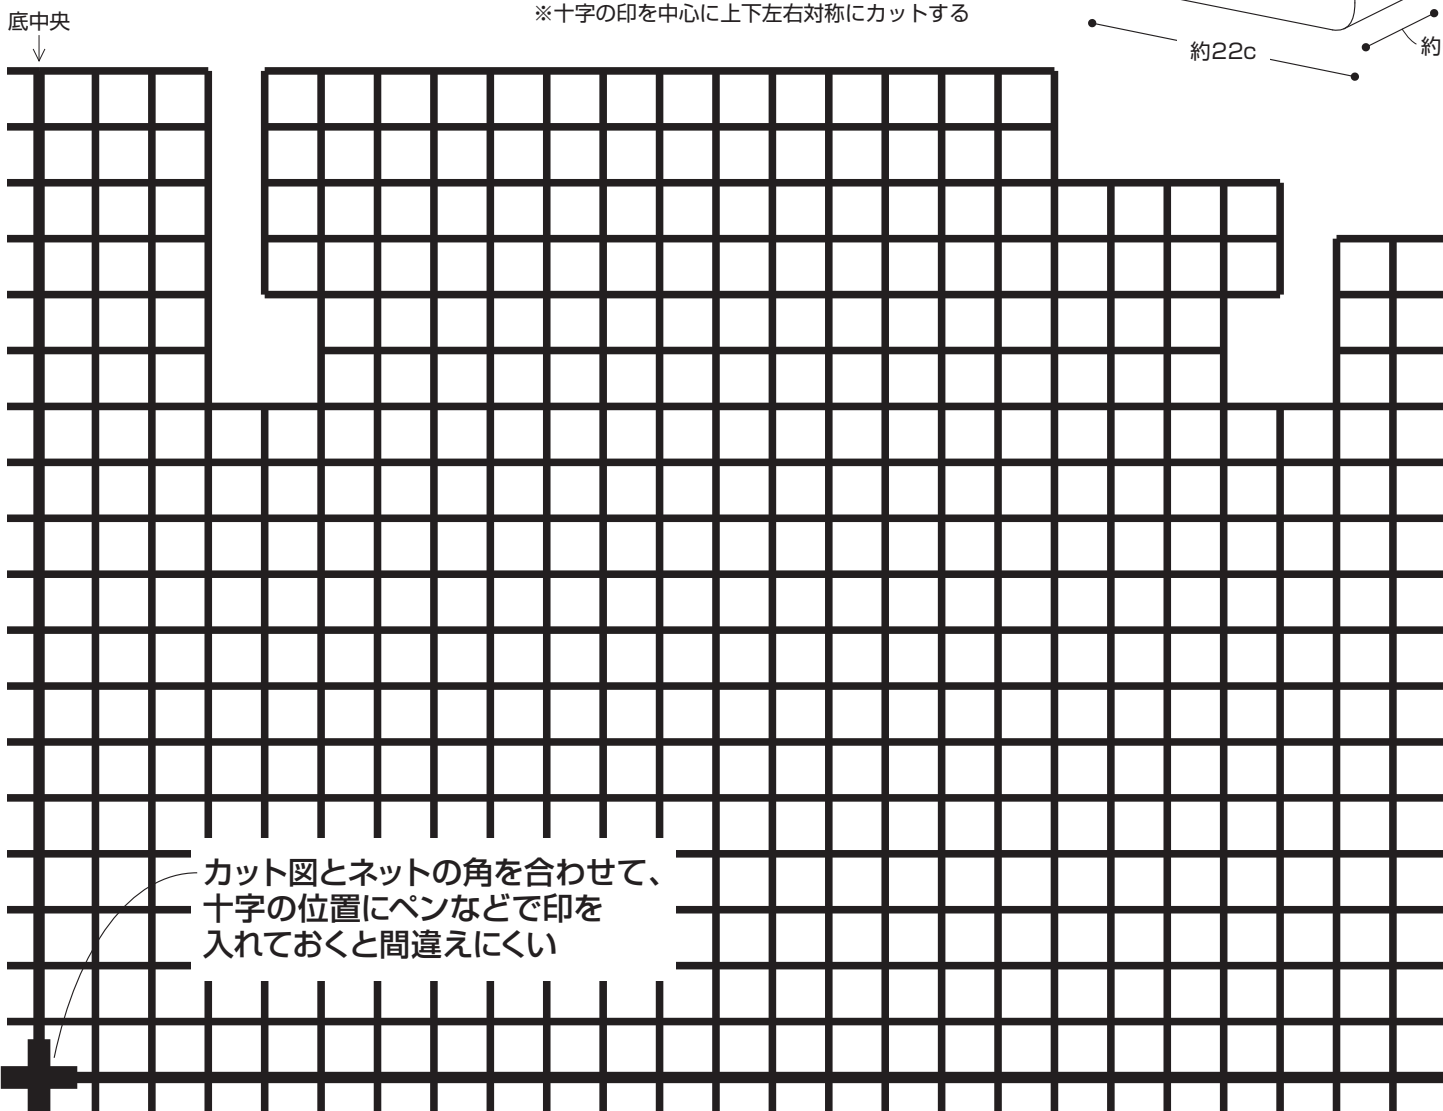 底中央
※十字の印を中心に上下左右対称にカットする
約22c
約
カット図とネットの角を合わせて、
十字の位置にペンなどで印を
入れておくと間違えにくい